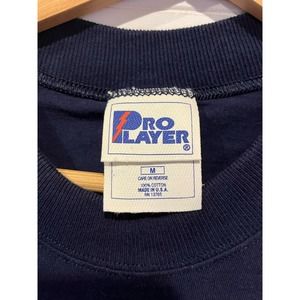 PRO
PLAYER
®
M
CARE ON REVERSE
100% COTTON
MADE IN U.S.A.
RN 13765